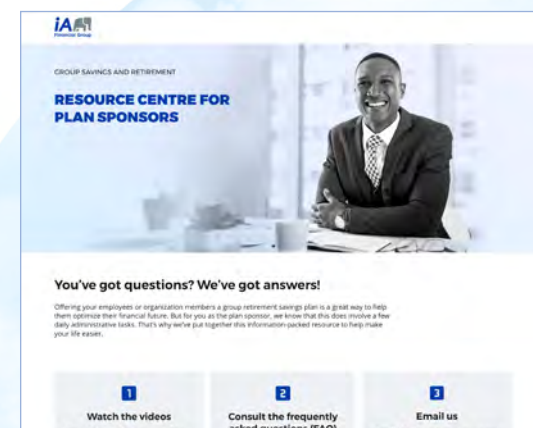 iA
Financial Group
GROUP SAVINGS AND RETIREMENT
RESOURCE CENTRE FOR
PLAN SPONSORS
You've got questions? We've got answers!
Offering your employees or organization members a group retirement savings plan is a great way to help
them optimize their financial future. But for you as the plan sponsor, we know that this does involve a few
daily administrative tasks. That's why we've put together this information-packed resource to help make
your life easier.
1
Watch the videos
2
Consult the frequently
asked questions (FAQ)
3
Email us